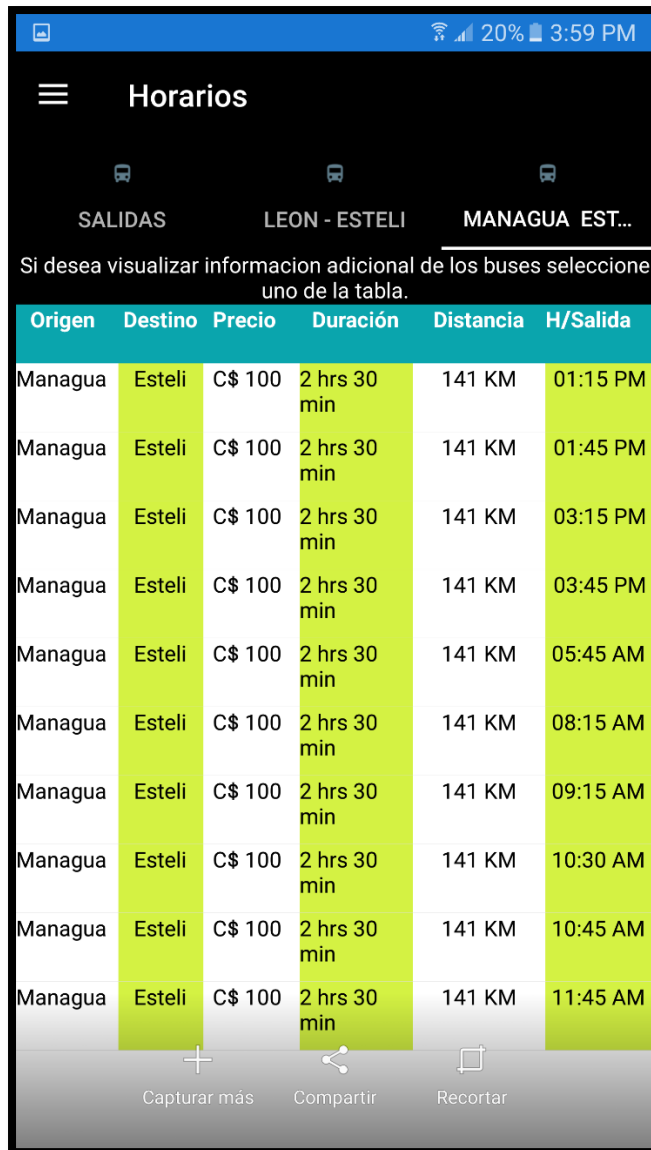 20% 3:59 PM
Horarios
SALIDAS LEON - ESTELI MANAGUA EST...
Si desea visualizar informacion adicional de los buses seleccione
uno de la tabla.
Origen Destino Precio Duración Distancia H/Salida
Managua Esteli C$ 100 2 hrs 30 min 141 KM 01:15 PM
Managua Esteli C$ 100 2 hrs 30 min 141 KM 01:45 PM
Managua Esteli C$ 100 2 hrs 30 min 141 KM 03:15 PM
Managua Esteli C$ 100 2 hrs 30 min 141 KM 03:45 PM
Managua Esteli C$ 100 2 hrs 30 min 141 KM 05:45 AM
Managua Esteli C$ 100 2 hrs 30 min 141 KM 08:15 AM
Managua Esteli C$ 100 2 hrs 30 min 141 KM 09:15 AM
Managua Esteli C$ 100 2 hrs 30 min 141 KM 10:30 AM
Managua Esteli C$ 100 2 hrs 30 min 141 KM 10:45 AM
Managua Esteli C$ 100 2 hrs 30 min 141 KM 11:45 AM
Capturar más Compartir Recortar